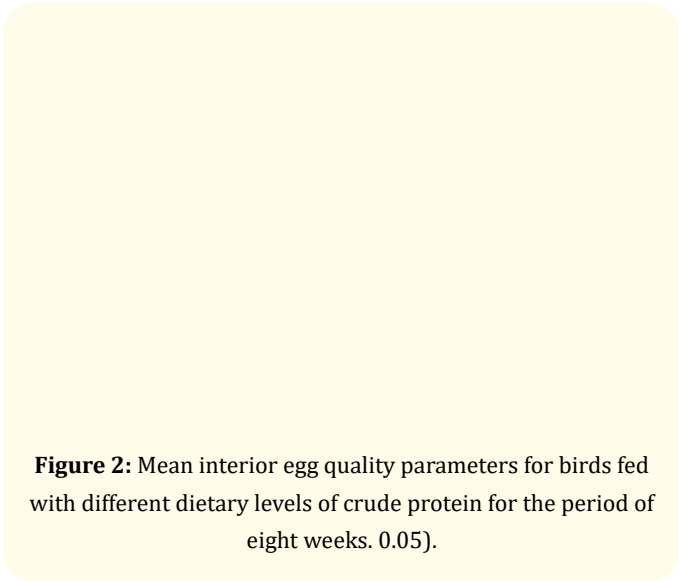 Figure 2: Mean interior egg quality parameters for birds fed
with different dietary levels of crude protein for the period of
eight weeks. 0.05).